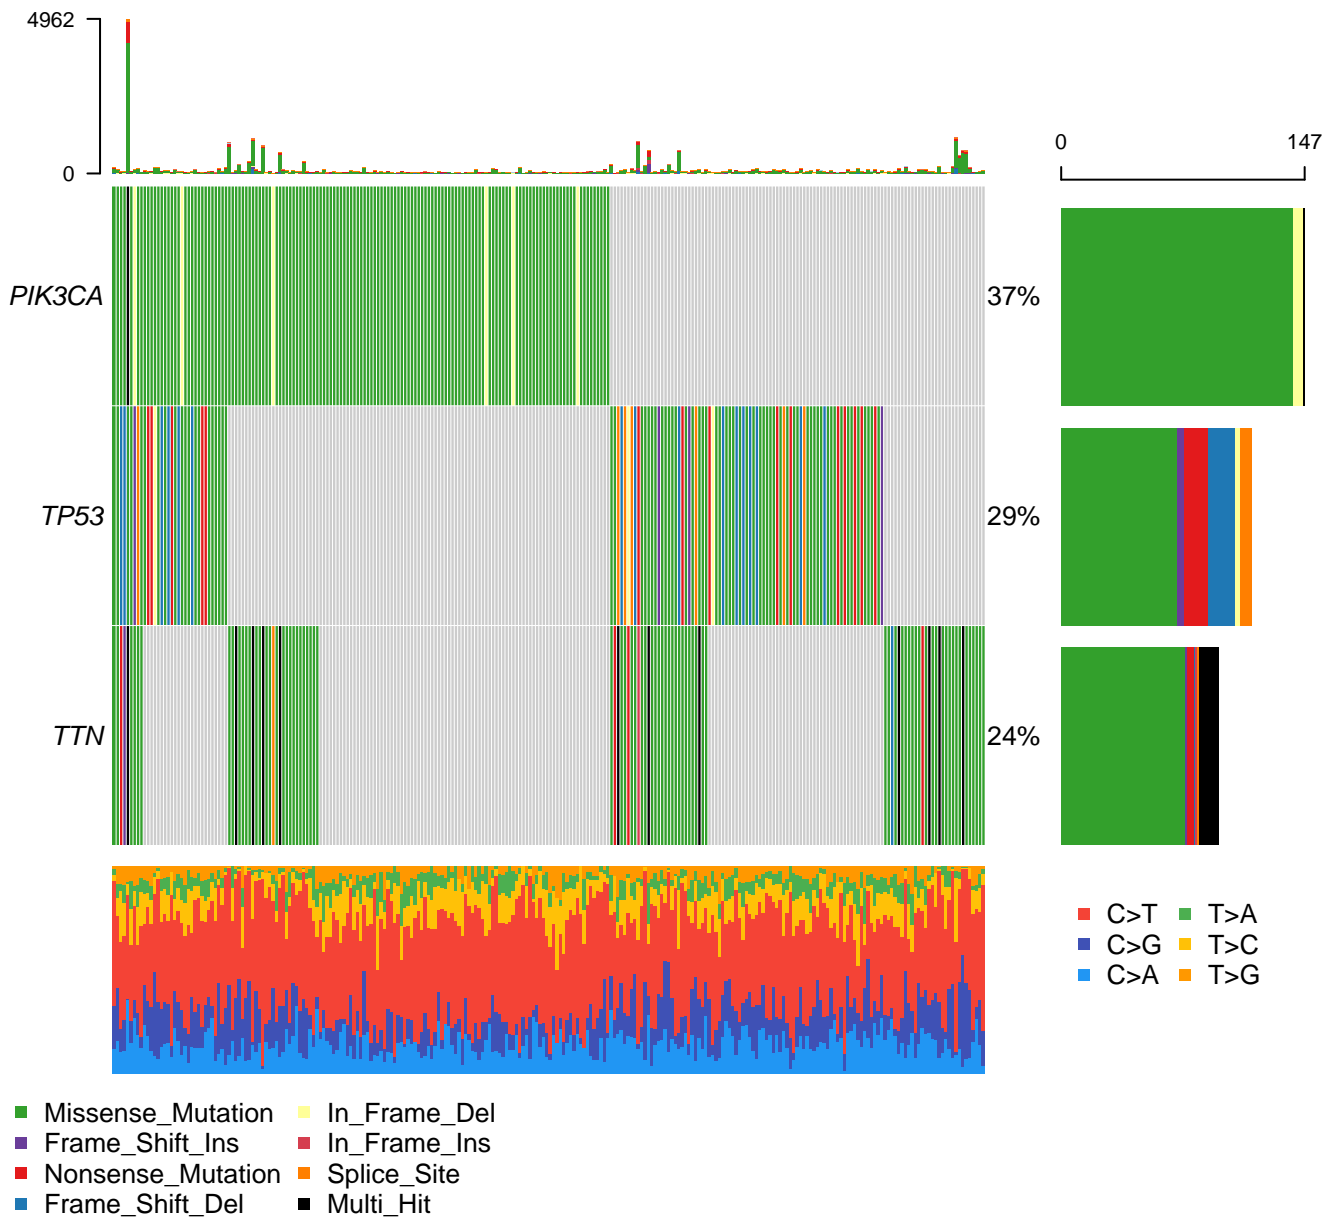 4962
0
0 147
PIK3CA 37%
TP53 29%
TTN 24%
C>T T>A
C>G T>C
C>A T>G
Missense_Mutation In_Frame_Del
Frame_Shift_Ins In_Frame_Ins
Nonsense_Mutation Splice_Site
Frame_Shift_Del Multi_Hit